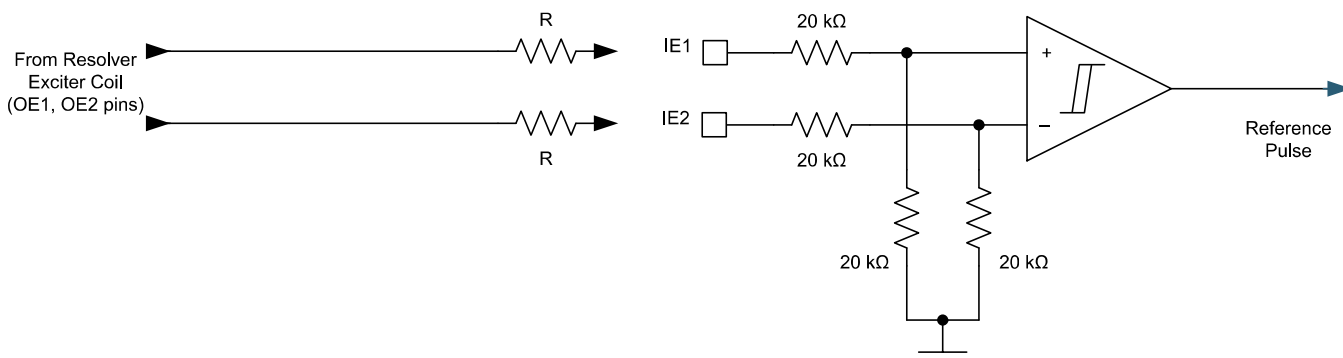 R
From Resolver
Exciter Coil
(OE1, OE2 pins)
R
IE1
20 kΩ
IE2
20 kΩ
+
−
20 kΩ
20 kΩ
Reference
Pulse